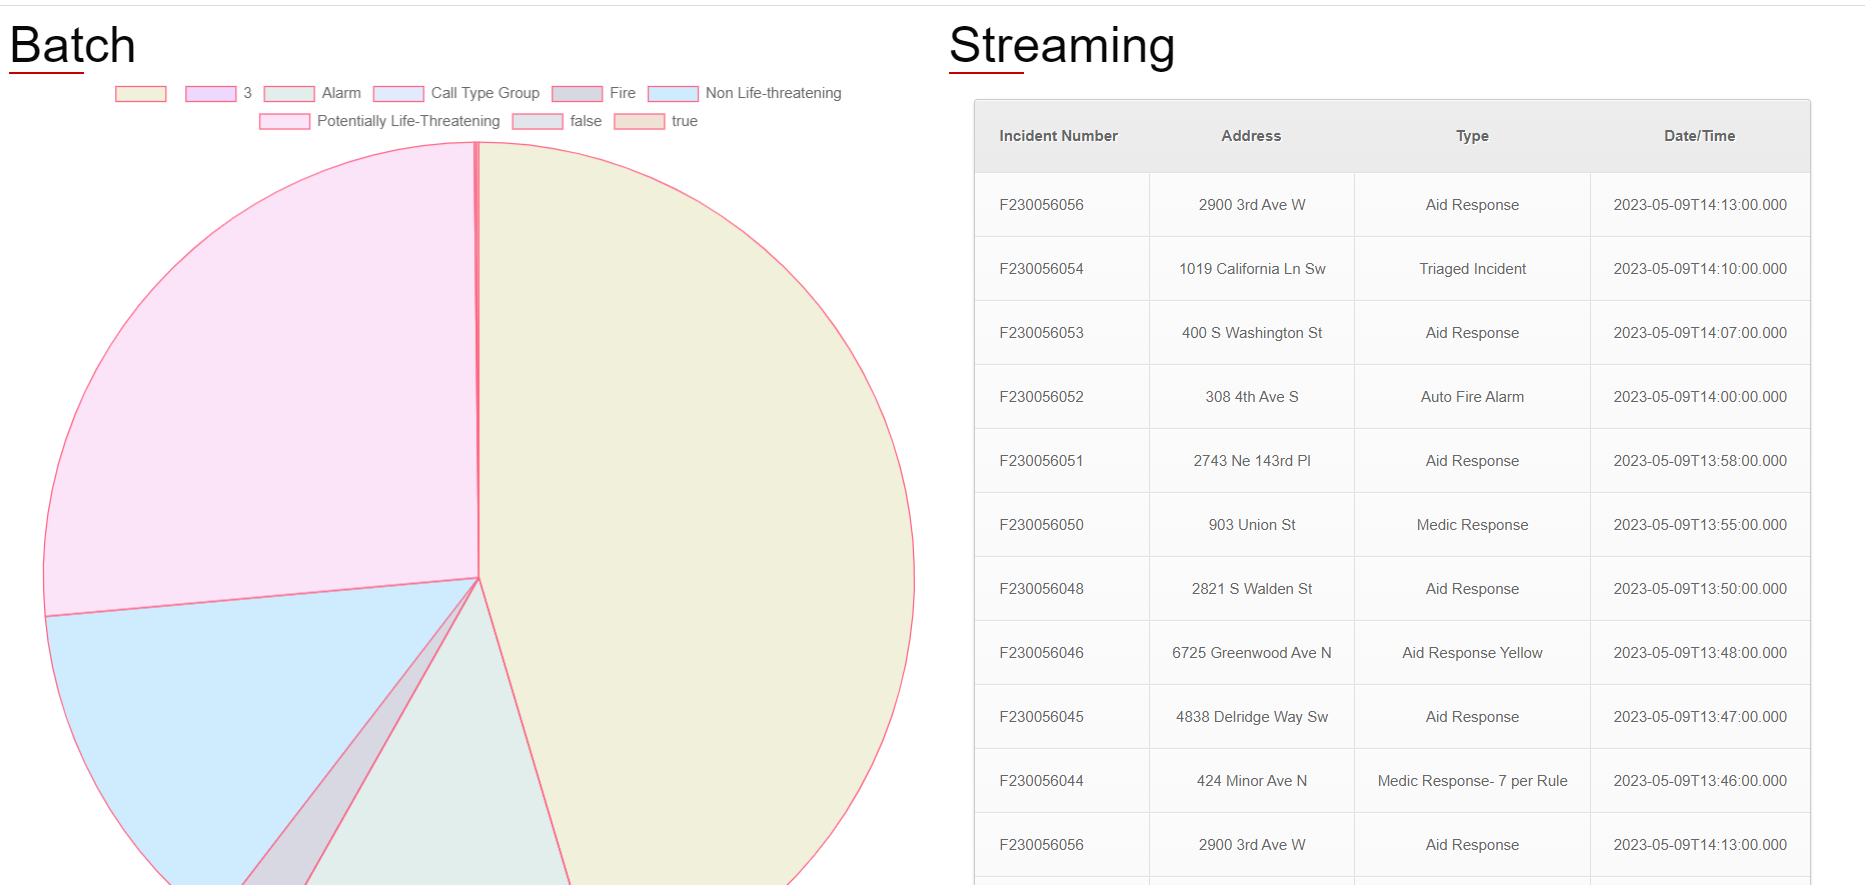 Batch
3 Alarm Call Type Group Fire Non Life-threatening
Potentially Life-Threatening false true
Streaming
Incident Number Address Type Date/Time
F230056056 2900 3rd Ave W Aid Response 2023-05-09T14:13:00.000
F230056054 1019 California Ln Sw Triaged Incident 2023-05-09T14:10:00.000
F230056053 400 S Washington St Aid Response 2023-05-09T14:07:00.000
F230056052 308 4th Ave S Auto Fire Alarm 2023-05-09T14:00:00.000
F230056051 2743 Ne 143rd Pl Aid Response 2023-05-09T13:58:00.000
F230056050 903 Union St Medic Response 2023-05-09T13:55:00.000
F230056048 2821 S Walden St Aid Response 2023-05-09T13:50:00.000
F230056046 6725 Greenwood Ave N Aid Response Yellow 2023-05-09T13:48:00.000
F230056045 4838 Delridge Way Sw Aid Response 2023-05-09T13:47:00.000
F230056044 424 Minor Ave N Medic Response- 7 per Rule 2023-05-09T13:46:00.000
F230056056 2900 3rd Ave W Aid Response 2023-05-09T14:13:00.000